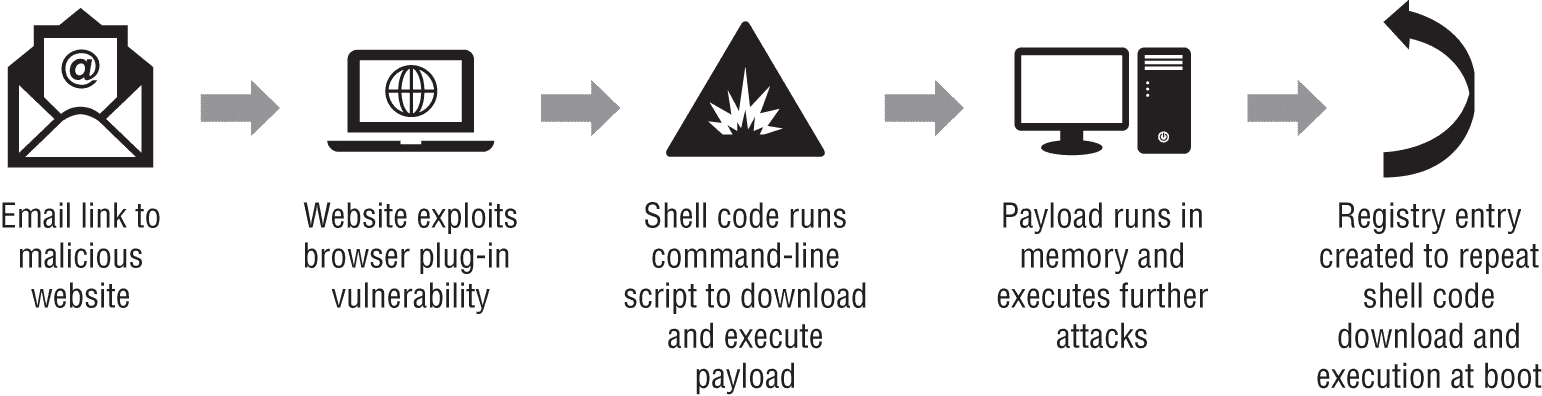 @
Email link to
malicious
website
Website exploits
browser plug-in
vulnerability
Shell code runs
command-line
script to download
and execute
payload
Payload runs in
memory and
executes further
attacks
Registry entry
created to repeat
shell code
download and
execution at boot